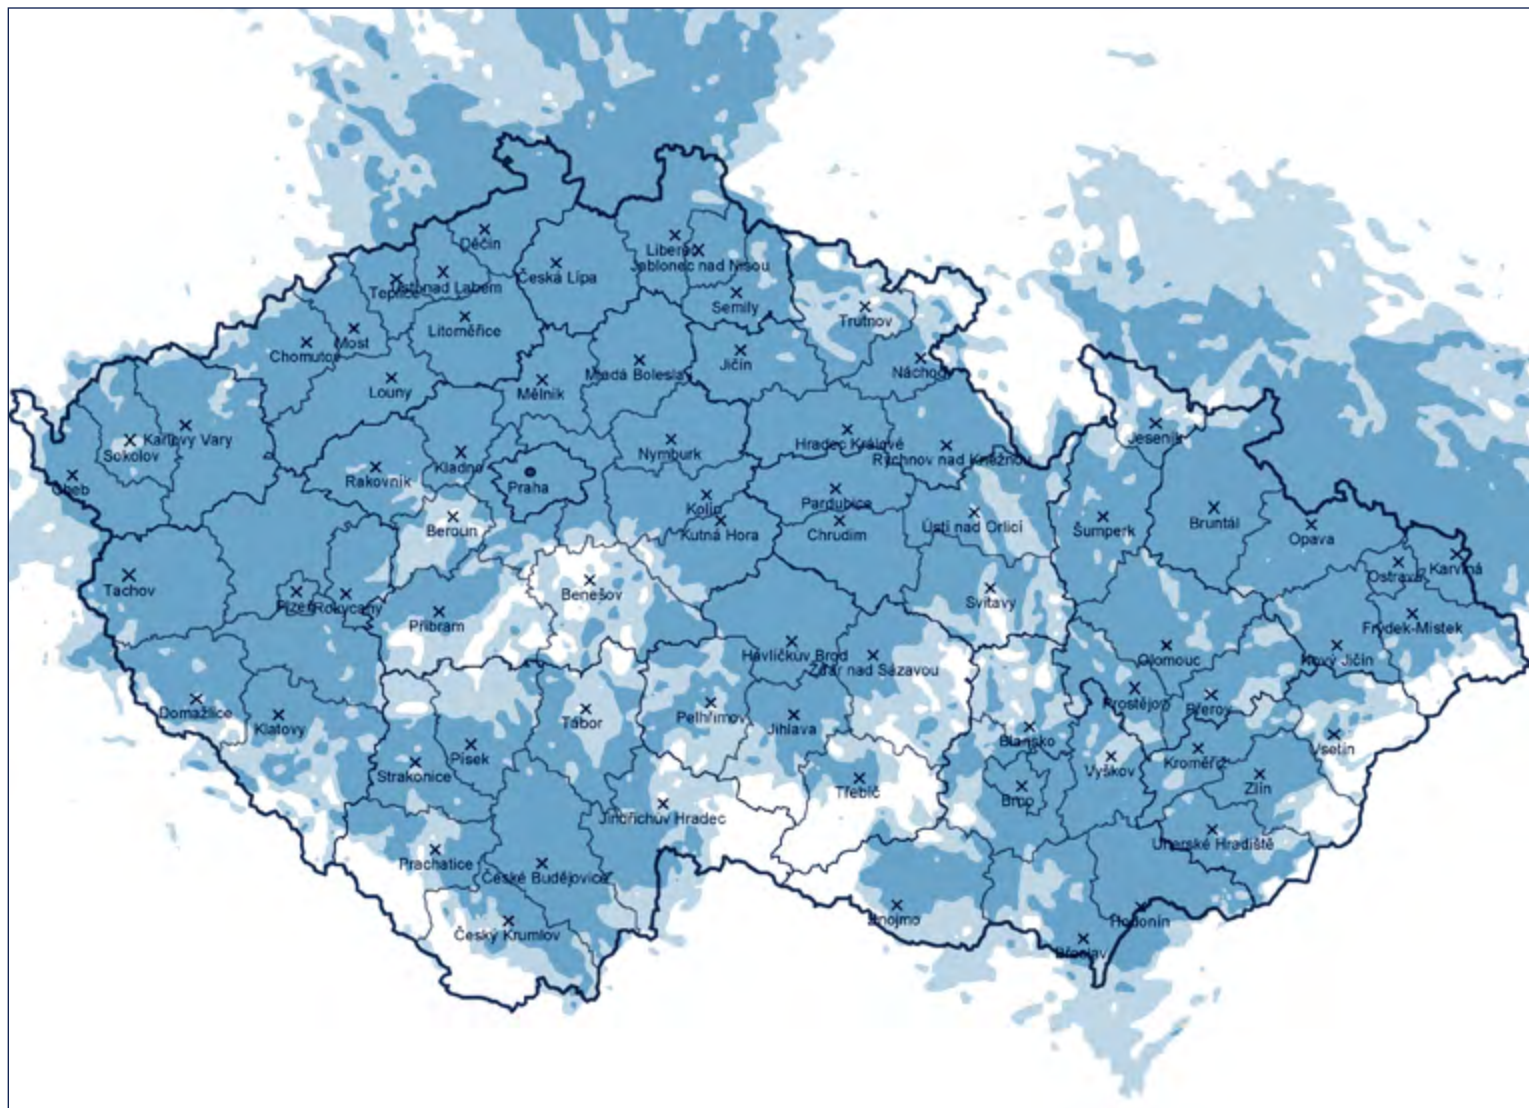 Děčín
Liberec
Česká Lípa
Jablonec nad Nisou
Ústí nad Labem
Teplice
Semily
Trutnov
Litoměřice
Most
Chomutov
Jičín
Náchod
Mladá Boleslav
Louny
Mělník
Karlovy Vary
Hradec Králové
Jeseník
Sokolov
Nymburk
Rychnov nad Kněžnou
Kladno
Rakovník
Praha
Cheb
Kolín
Pardubice
Bruntál
Ústí nad Orlicí
Beroun
Šumperk
Kutná Hora
Chrudim
Opava
Karviná
Ostrava
Tachov
Benešov
Svitavy
Plzeň
Rokycany
Příbram
Frýdek-Místek
Havlíčkův Brod
Olomouc
Nový Jičín
Žďár nad Sázavou
Prostějov
Přerov
Domažlice
Pelhřimov
Tábor
Klatovy
Jihlava
Blansko
Vsetín
Písek
Kroměříž
Vyškov
Strakonice
Zlín
Třebíč
Brno
Jindřichův Hradec
Uherské Hradiště
Prachatice
České Budějovice
Znojmo
Hodonín
Český Krumlov
Břeclav